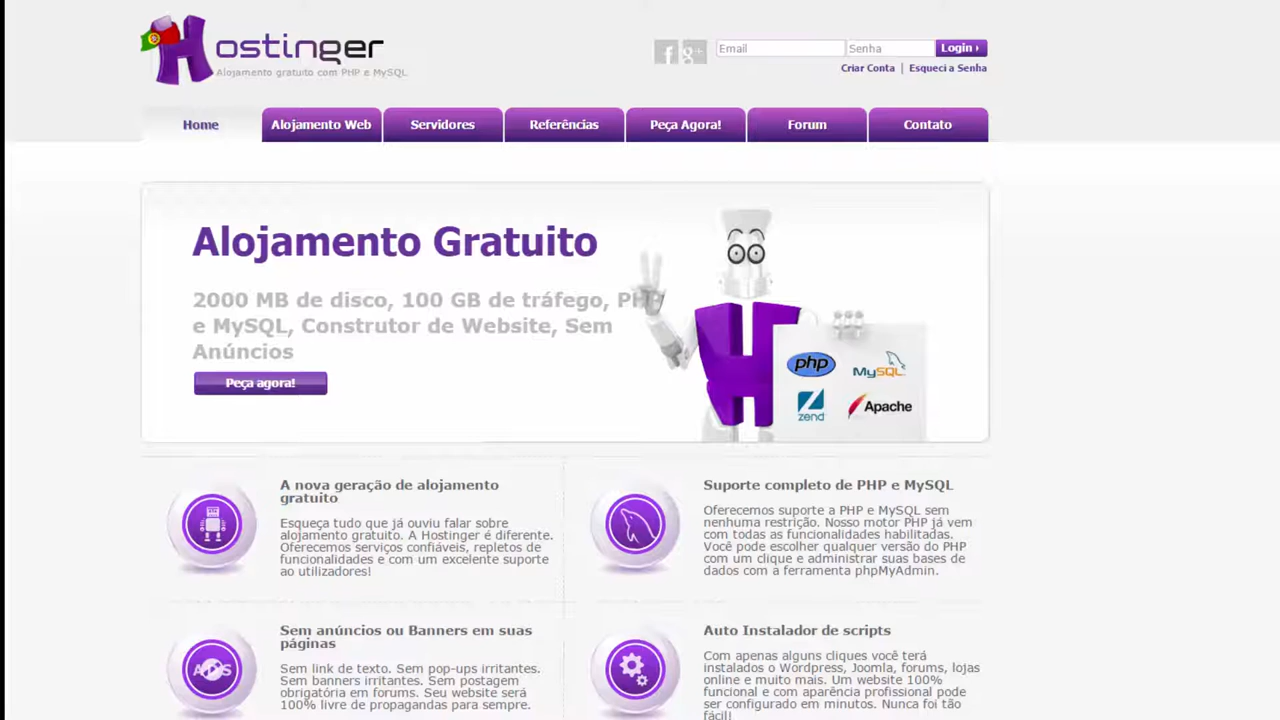 Hostinger
Alojamento gratuito com PHP e MySQL
f g+
Email Senha Login ›
Criar Conta | Esqueci a Senha
Home Alojamento Web Servidores Referências Peça Agora! Forum Contato
Alojamento Gratuito
2000 MB de disco, 100 GB de tráfego, PHP
e MySQL, Construtor de Website, Sem
Anúncios
Peça agora!
H
php MySQL
zend Apache
A nova geração de alojamento
gratuito
Esqueça tudo que já ouviu falar sobre
alojamento gratuito. A Hostinger é diferente.
Oferecemos serviços confiáveis, repletos de
funcionalidades e com um excelente suporte
ao utilizadores!
Suporte completo de PHP e MySQL
Oferecemos suporte a PHP e MySQL sem
nenhuma restrição. Nosso motor PHP já vem
com todas as funcionalidades habilitadas.
Você pode escolher qualquer versão do PHP
com um clique e administrar suas bases de
dados com a ferramenta phpMyAdmin.
Sem anúncios ou Banners em suas
páginas
ADS
Sem link de texto. Sem pop-ups irritantes.
Sem banners irritantes. Sem postagem
obrigatória em forums. Seu website será
100% livre de propagandas para sempre.
Auto Instalador de scripts
Com apenas alguns cliques você terá
instalados o Wordpress, Joomla, forums, lojas
online e muito mais. Um website 100%
funcional e com aparência profissional pode
ser configurado em minutos. Nunca foi tão
fácil!